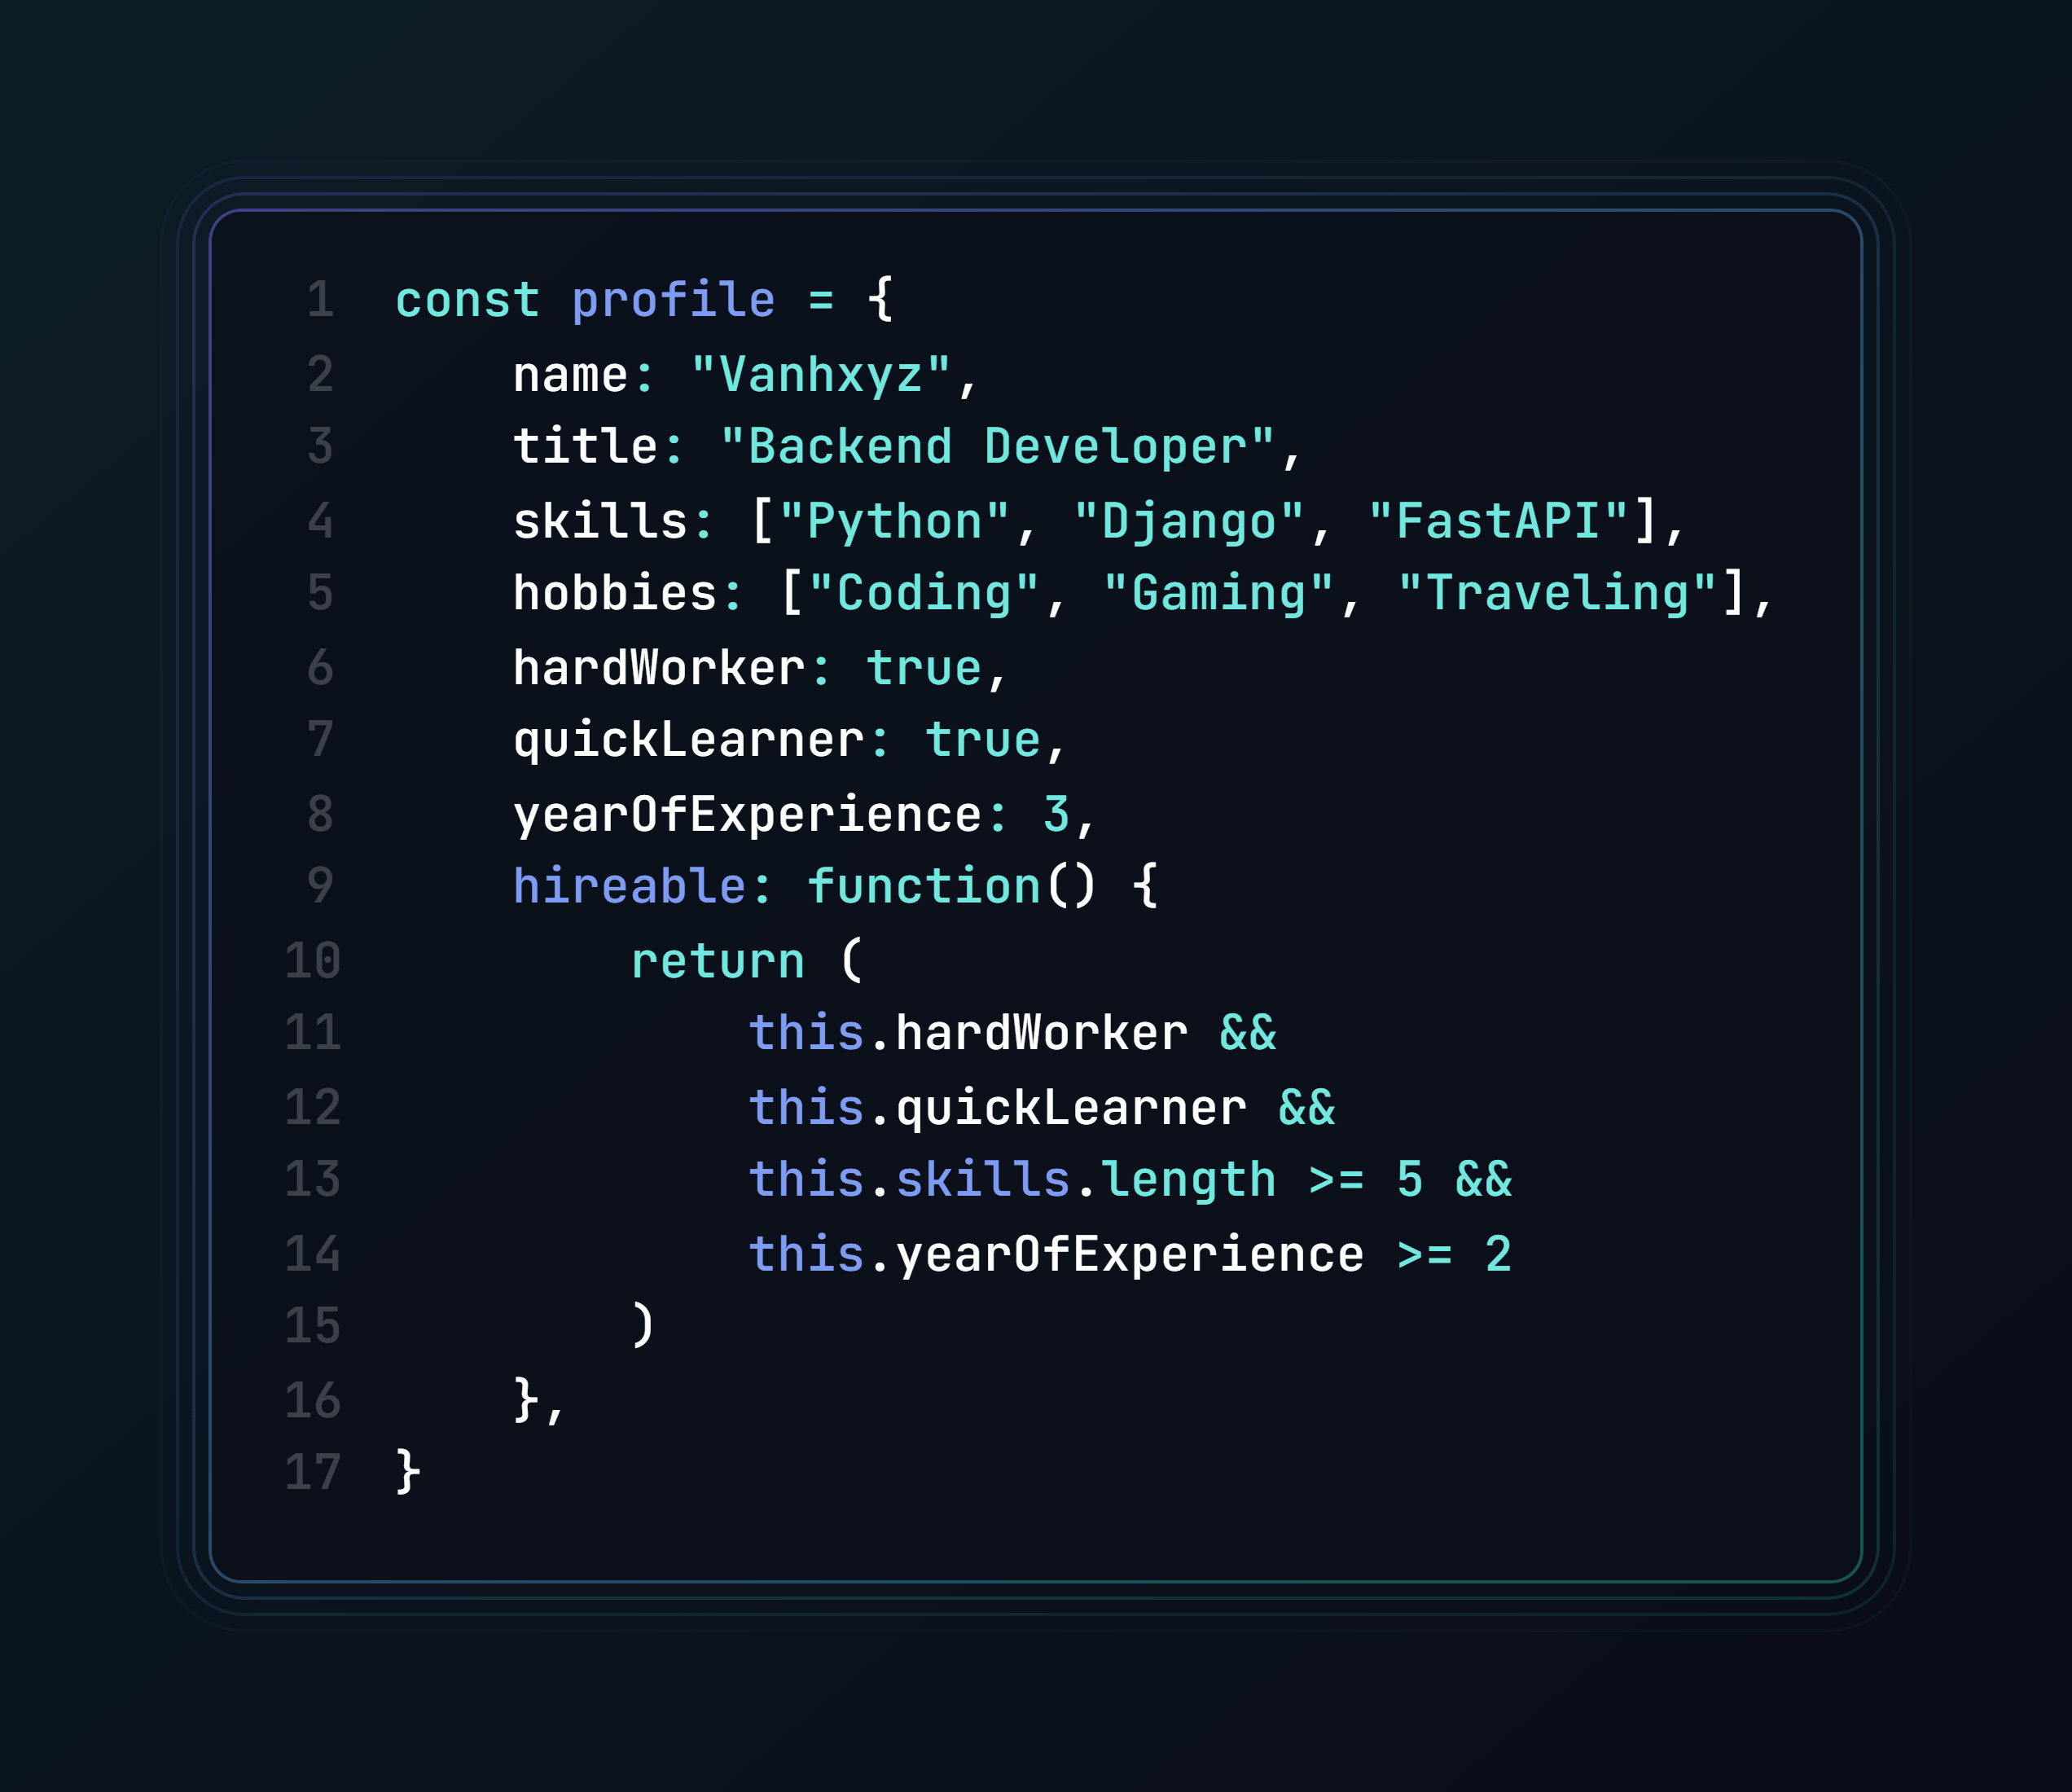 1 const profile = {
2     name: "Vanhxyz",
3     title: "Backend Developer",
4     skills: ["Python", "Django", "FastAPI"],
5     hobbies: ["Coding", "Gaming", "Traveling"],
6     hardWorker: true,
7     quickLearner: true,
8     yearOfExperience: 3,
9     hireable: function() {
10         return (
11             this.hardWorker &&
12             this.quickLearner &&
13             this.skills.length >= 5 &&
14             this.yearOfExperience >= 2
15         )
16     },
17 }